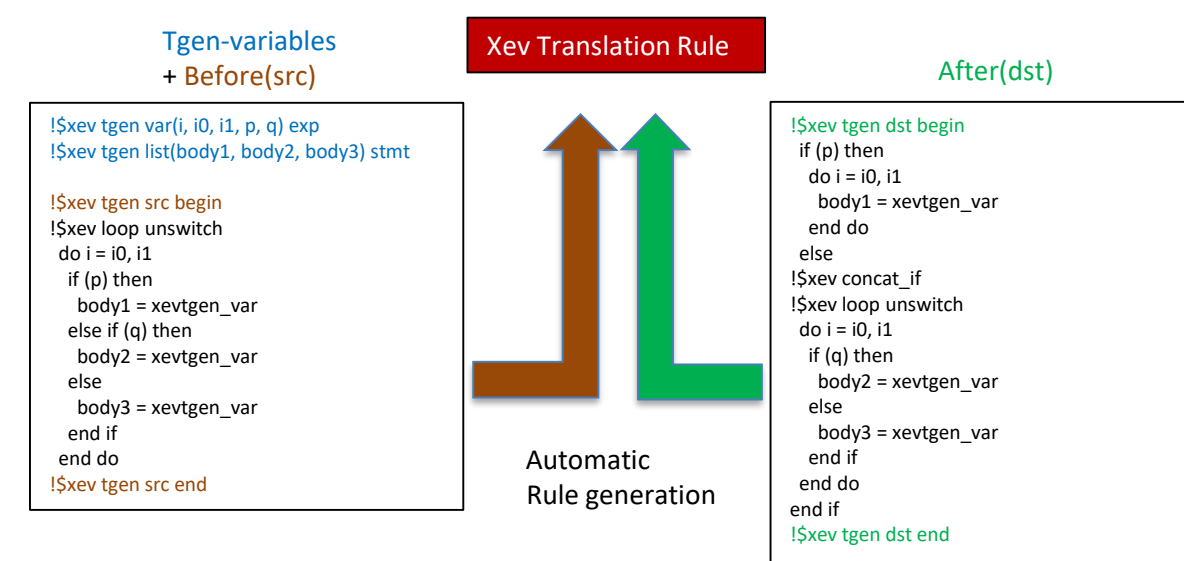 Tgen-variables
+ Before(src)
!$xev tgen var(i, i0, i1, p, q) exp
!$xev tgen list(body1, body2, body3) stmt
!$xev tgen src begin
!$xev loop unswitch
do i = i0, i1
if (p) then
body1 = xevtgen_var
else if (q) then
body2 = xevtgen_var
else
body3 = xevtgen_var
end if
end do
!$xev tgen src end
Xev Translation Rule
Automatic
Rule generation
After(dst)
!$xev tgen dst begin
if (p) then
do i = i0, i1
body1 = xevtgen_var
end do
else
!$xev concat_if
!$xev loop unswitch
do i = i0, i1
if (q) then
body2 = xevtgen_var
else
body3 = xevtgen_var
end if
end do
end if
!$xev tgen dst end